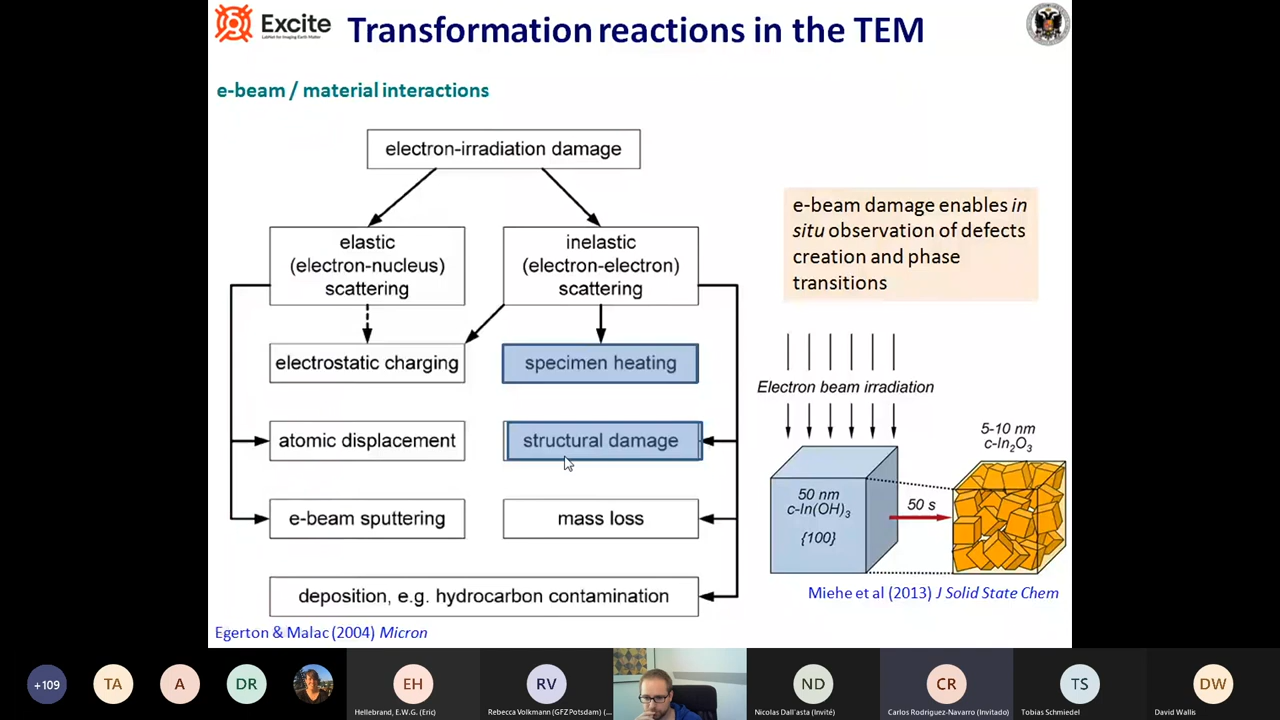 Excite
Transformation reactions in the TEM
e-beam / material interactions
electron-irradiation damage
elastic
(electron-nucleus)
scattering
inelastic
(electron-electron)
scattering
electrostatic charging
specimen heating
atomic displacement
structural damage
e-beam sputtering
mass loss
deposition, e.g. hydrocarbon contamination
Egerton & Malac (2004) Micron
e-beam damage enables in
situ observation of defects
creation and phase
transitions
Electron beam irradiation
50 nm
c-In(OH)₃
{100}
50 s
5-10 nm
c-In₂O₃
Miehe et al (2013) J Solid State Chem
+109
TA
A
DR
EH
Hellebrand, E.W.G. (Eric)
RV
Rebecca Volkmann (GFZ Potsdam) (...
ND
Nicolas Dall'asta (Invité)
CR
Carlos Rodriguez-Navarro (Invitado)
TS
Tobias Schmiedel
DW
David Wallis